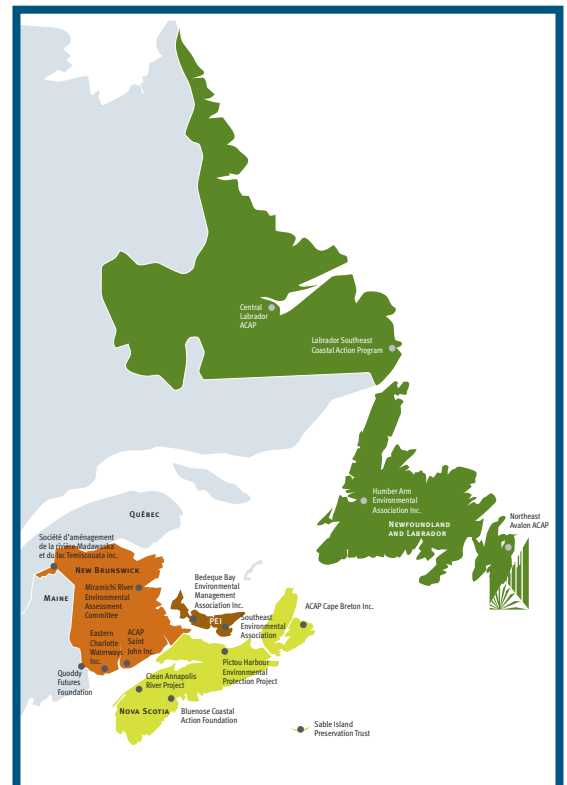 Central
Labrador
ACAP
Labrador Southeast
Coastal Action Program
Humber Arm
Environmental
Association Inc.
NEWFOUNDLAND
AND LABRADOR
Northeast
Avalon ACAP
QUÉBEC
Société d'aménagement
de la rivière Madawaska
et du lac Temiscouata inc.
NEW BRUNSWICK
MAINE
Miramichi River
Environmental
Assessment
Committee
Bedeque Bay
Environmental
Management
Association Inc.
PEI
Southeast
Environmental
Association
ACAP Cape Breton Inc.
Eastern
Charlotte
Waterways
Inc.
ACAP
Saint
John Inc.
Quoddy
Futures
Foundation
Clean Annapolis
River Project
Pictou Harbour
Environmental
Protection Project
NOVA SCOTIA
Bluenose Coastal
Action Foundation
Sable Island
Preservation Trust